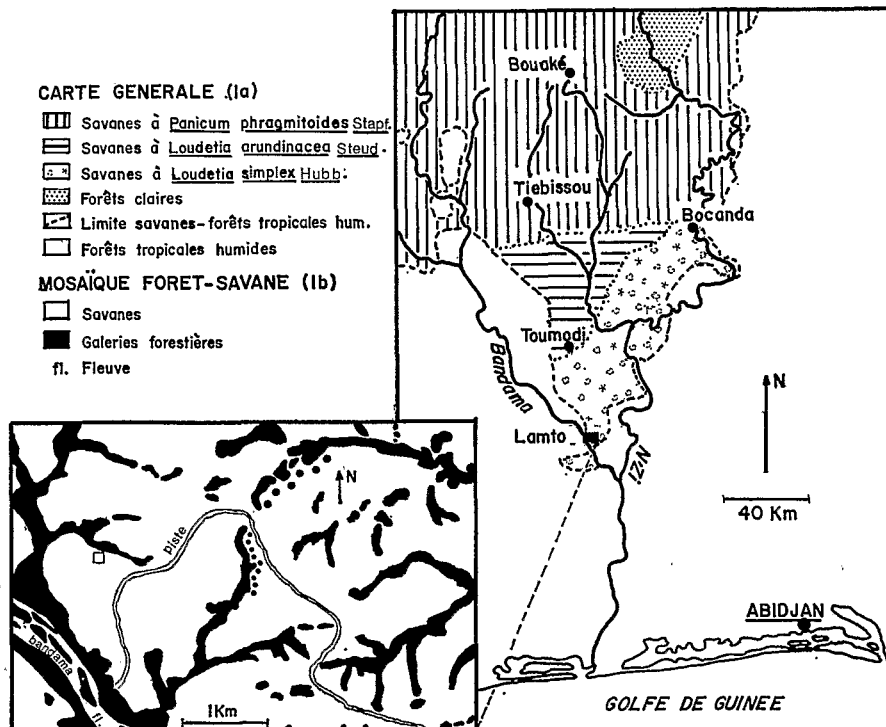 CARTE GENERALE (Ia)
Savanes à Panicum phragmitoides Stapf.
Savanes à Loudetia arundinacea Steud.
Savanes à Loudetia simplex Hubb.
Forêts claires
Limite savanes-forêts tropicales hum.
Forêts tropicales humides
MOSAÏQUE FORET-SAVANE (Ib)
Savanes
Galeries forestières
fl. Fleuve
Bouaké
Tiebissou
Bocanda
Toumodi
Bandama
Lamto
N'ZI
N
40 Km
ABIDJAN
GOLFE DE GUINEE
N
piste
bandama
fl.
1Km